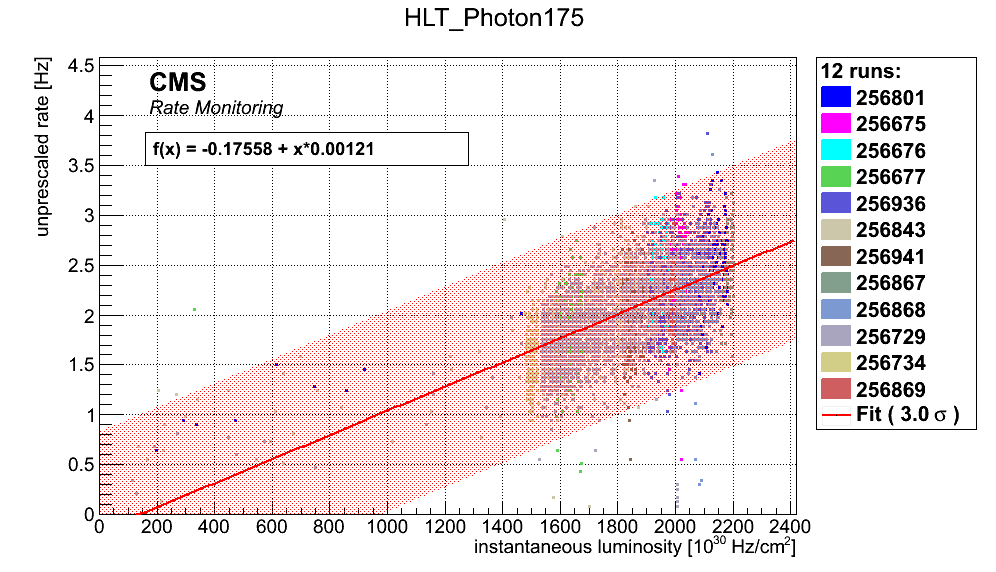 HLT_Photon175
unprescaled rate [Hz]
4.5
4
3.5
3
2.5
2
1.5
1
0.5
0
CMS
Rate Monitoring
f(x) = -0.17558 + x*0.00121
0 200 400 600 800 1000 1200 1400 1600 1800 2000 2200 2400
instantaneous luminosity [10³⁰ Hz/cm²]
12 runs:
256801
256675
256676
256677
256936
256843
256941
256867
256868
256729
256734
256869
Fit ( 3.0 σ )